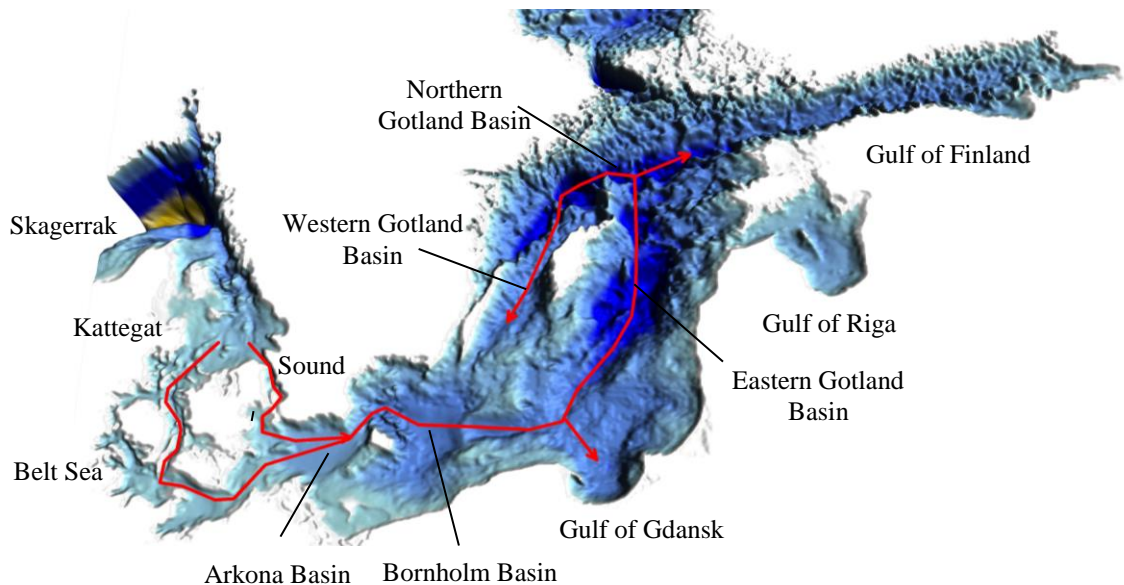 Northern
Gotland Basin
Gulf of Finland
Skagerrak
Western Gotland
Basin
Kattegat
Gulf of Riga
Sound
Eastern Gotland
Basin
Belt Sea
Gulf of Gdansk
Arkona Basin
Bornholm Basin